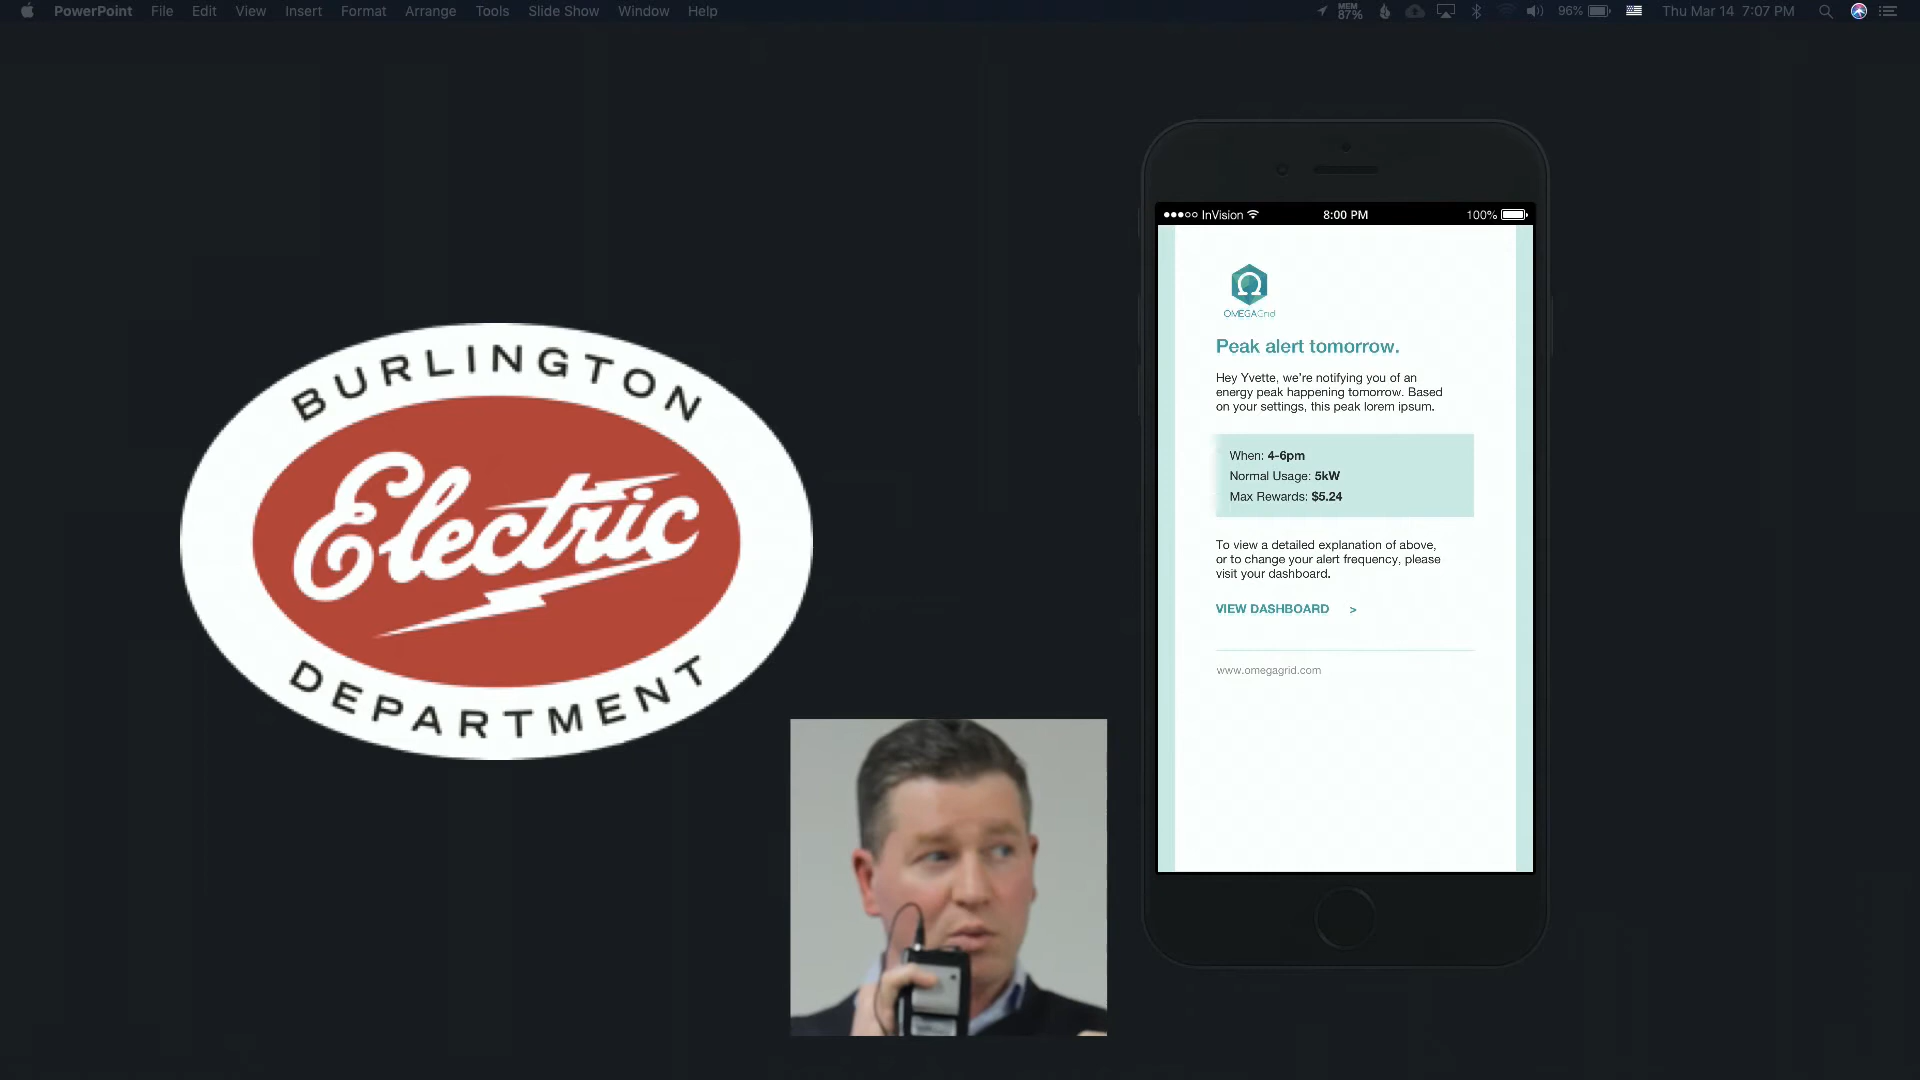 PowerPoint File Edit View Insert Format Arrange Tools Slide Show Window Help MEM 87% 96% Thu Mar 14 7:07 PM
BURLINGTON
Electric
DEPARTMENT
InVision 8:00 PM 100%
Ω
OMEGAGrid
Peak alert tomorrow.
Hey Yvette, we're notifying you of an
energy peak happening tomorrow. Based
on your settings, this peak lorem ipsum.
When: 4-6pm
Normal Usage: 5kW
Max Rewards: $5.24
To view a detailed explanation of above,
or to change your alert frequency, please
visit your dashboard.
VIEW DASHBOARD >
www.omegagrid.com